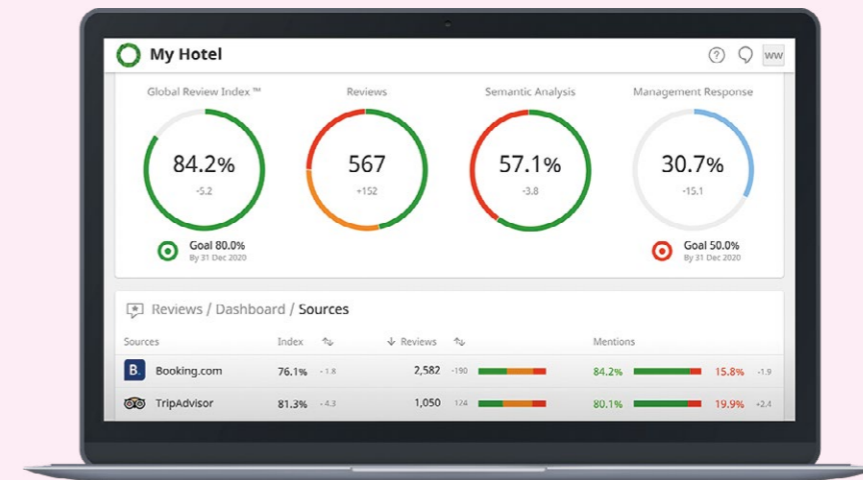 My Hotel
ww
Global Review Index ™ Reviews Semantic Analysis Management Response
84.2% 567 57.1% 30.7%
-5.2 +152 -3.8 -15.1
Goal 80.0% Goal 50.0%
By 31 Dec 2020 By 31 Dec 2020
Reviews / Dashboard / Sources
Sources Index Reviews Mentions
B. Booking.com 76.1% -1.8 2,582 -190 84.2% 15.8% -1.9
TripAdvisor 81.3% -4.3 1,050 124 80.1% 19.9% +2.4